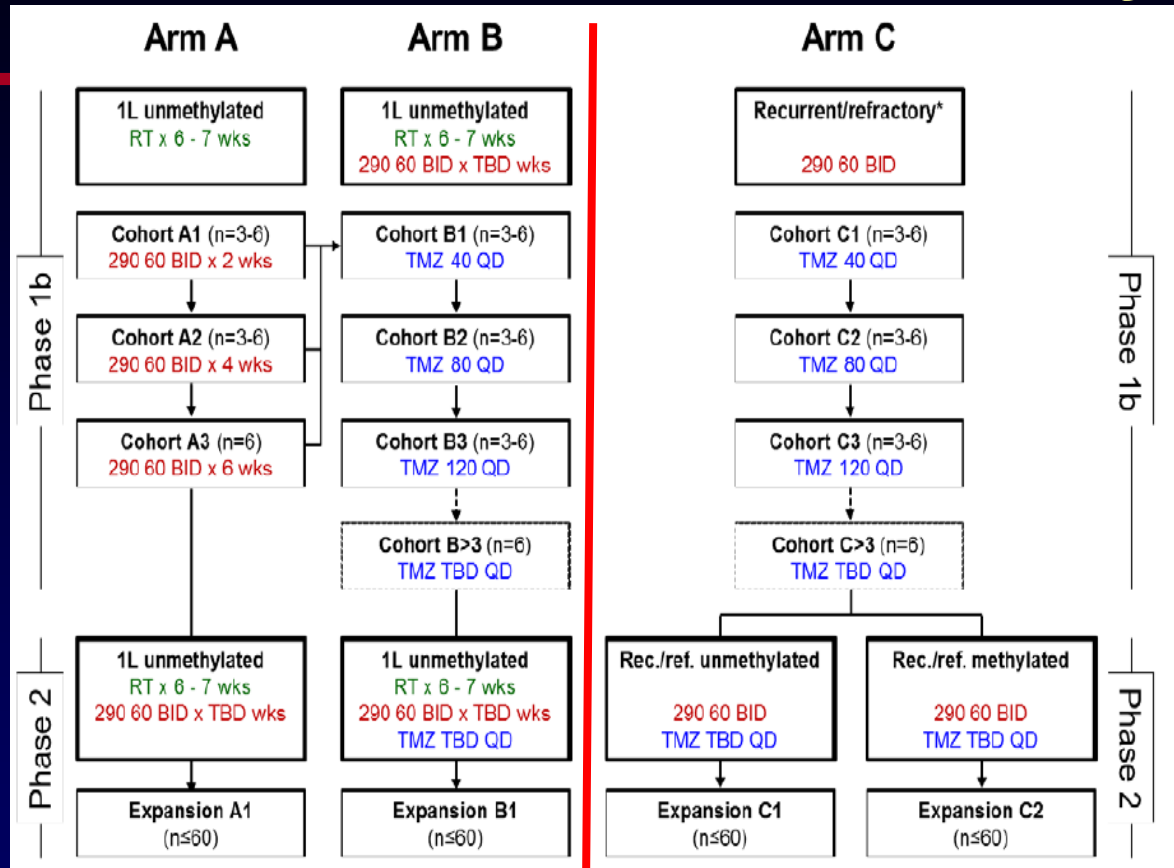 Arm A
Arm B
Arm C
Phase 1b
1L unmethylated
RT x 6 - 7 wks
1L unmethylated
RT x 6 - 7 wks
290 60 BID x TBD wks
Recurrent/refractory*
290 60 BID
Phase 1b
Cohort A1 (n=3-6)
290 60 BID x 2 wks
Cohort B1 (n=3-6)
TMZ 40 QD
Cohort C1 (n=3-6)
TMZ 40 QD
Cohort A2 (n=3-6)
290 60 BID x 4 wks
Cohort B2 (n=3-6)
TMZ 80 QD
Cohort C2 (n=3-6)
TMZ 80 QD
Cohort A3 (n=6)
290 60 BID x 6 wks
Cohort B3 (n=3-6)
TMZ 120 QD
Cohort C3 (n=3-6)
TMZ 120 QD
Cohort B>3 (n=6)
TMZ TBD QD
Cohort C>3 (n=6)
TMZ TBD QD
Phase 2
1L unmethylated
RT x 6 - 7 wks
290 60 BID x TBD wks
1L unmethylated
RT x 6 - 7 wks
290 60 BID x TBD wks
TMZ TBD QD
Rec./ref. unmethylated
290 60 BID
TMZ TBD QD
Rec./ref. methylated
290 60 BID
TMZ TBD QD
Phase 2
Expansion A1
(n≤60)
Expansion B1
(n≤60)
Expansion C1
(n≤60)
Expansion C2
(n≤60)